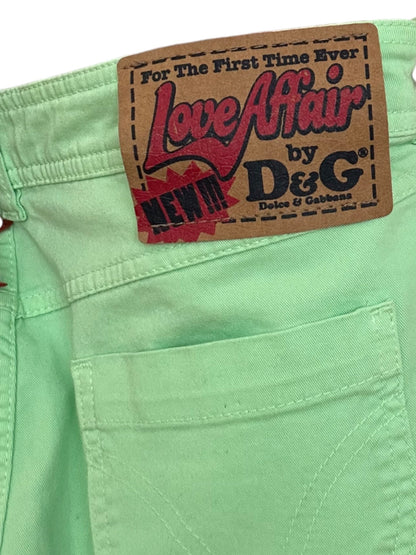 For The First Time Ever
Love Affair
by
D&G®
Dolce & Gabbana
NEW!!!